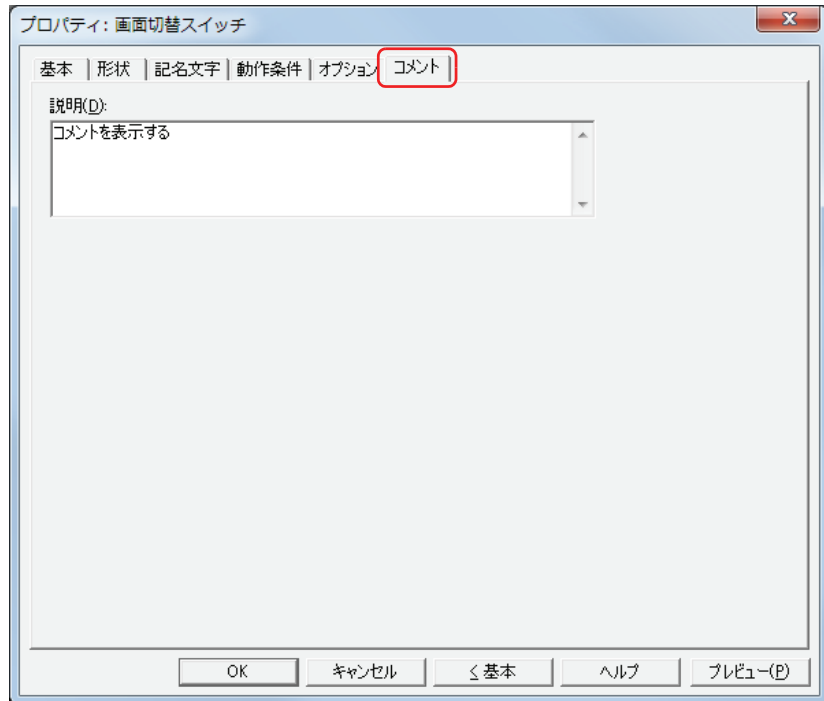 プロパティ: 画面切替スイッチ
基本 形状 記名文字 動作条件 オプション コメント
説明(D):
コメントを表示する
OK キャンセル ≤基本 ヘルプ プレビュー(P)